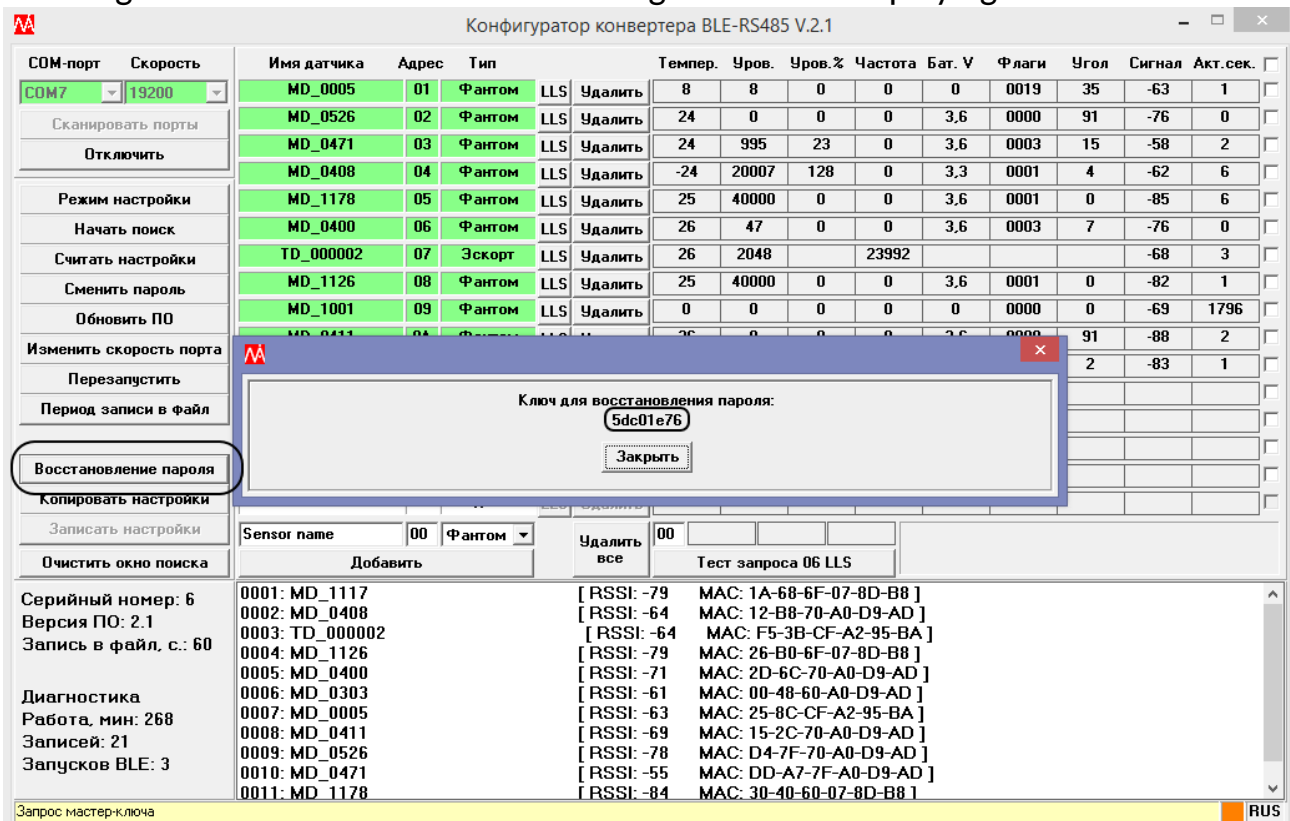 Конфигуратор конвертера BLE-RS485 V.2.1
COM-порт Скорость Имя датчика Адрес Тип Темпер. Уров. Уров.% Частота Бат. V Флаги Угол Сигнал Акт.сек.
COM7 19200 MD_0005 01 Фантом LLS Удалить 8 8 0 0 0 0019 35 -63 1
Сканировать порты MD_0526 02 Фантом LLS Удалить 24 0 0 0 3,6 0000 91 -76 0
Отключить MD_0471 03 Фантом LLS Удалить 24 995 23 0 3,6 0003 15 -58 2
MD_0408 04 Фантом LLS Удалить -24 20007 128 0 3,3 0001 4 -62 6
Режим настройки MD_1178 05 Фантом LLS Удалить 25 40000 0 0 3,6 0001 0 -85 6
Начать поиск MD_0400 06 Фантом LLS Удалить 26 47 0 0 3,6 0003 7 -76 0
Считать настройки TD_000002 07 Эскорт LLS Удалить 26 2048 23992 -68 3
Сменить пароль MD_1126 08 Фантом LLS Удалить 25 40000 0 0 3,6 0001 0 -82 1
Обновить ПО MD_1001 09 Фантом LLS Удалить 0 0 0 0 0 0000 0 -69 1796
Изменить скорость порта 91 -88 2
Перезапустить 2 -83 1
Период записи в файл
Ключ для восстановления пароля:
5dc01e76
Закрыть
Восстановление пароля
Копировать настройки
Записать настройки Sensor name 00 Фантом Удалить все 00
Очистить окно поиска Добавить Тест запроса 06 LLS
Серийный номер: 6
Версия ПО: 2.1
Запись в файл, с.: 60
Диагностика
Работа, мин: 268
Записей: 21
Запусков BLE: 3
0001: MD_1117 [ RSSI: -79 MAC: 1A-68-6F-07-8D-B8 ]
0002: MD_0408 [ RSSI: -64 MAC: 12-B8-70-A0-D9-AD ]
0003: TD_000002 [ RSSI: -64 MAC: F5-3B-CF-A2-95-BA ]
0004: MD_1126 [ RSSI: -79 MAC: 26-B0-6F-07-8D-B8 ]
0005: MD_0400 [ RSSI: -71 MAC: 2D-6C-70-A0-D9-AD ]
0006: MD_0303 [ RSSI: -61 MAC: 00-48-60-A0-D9-AD ]
0007: MD_0005 [ RSSI: -63 MAC: 25-8C-CF-A2-95-BA ]
0008: MD_0411 [ RSSI: -69 MAC: 15-2C-70-A0-D9-AD ]
0009: MD_0526 [ RSSI: -78 MAC: D4-7F-70-A0-D9-AD ]
0010: MD_0471 [ RSSI: -55 MAC: DD-A7-7F-A0-D9-AD ]
0011: MD_1178 [ RSSI: -84 MAC: 30-40-60-07-8D-B8 ]
Запрос мастер-ключа RUS